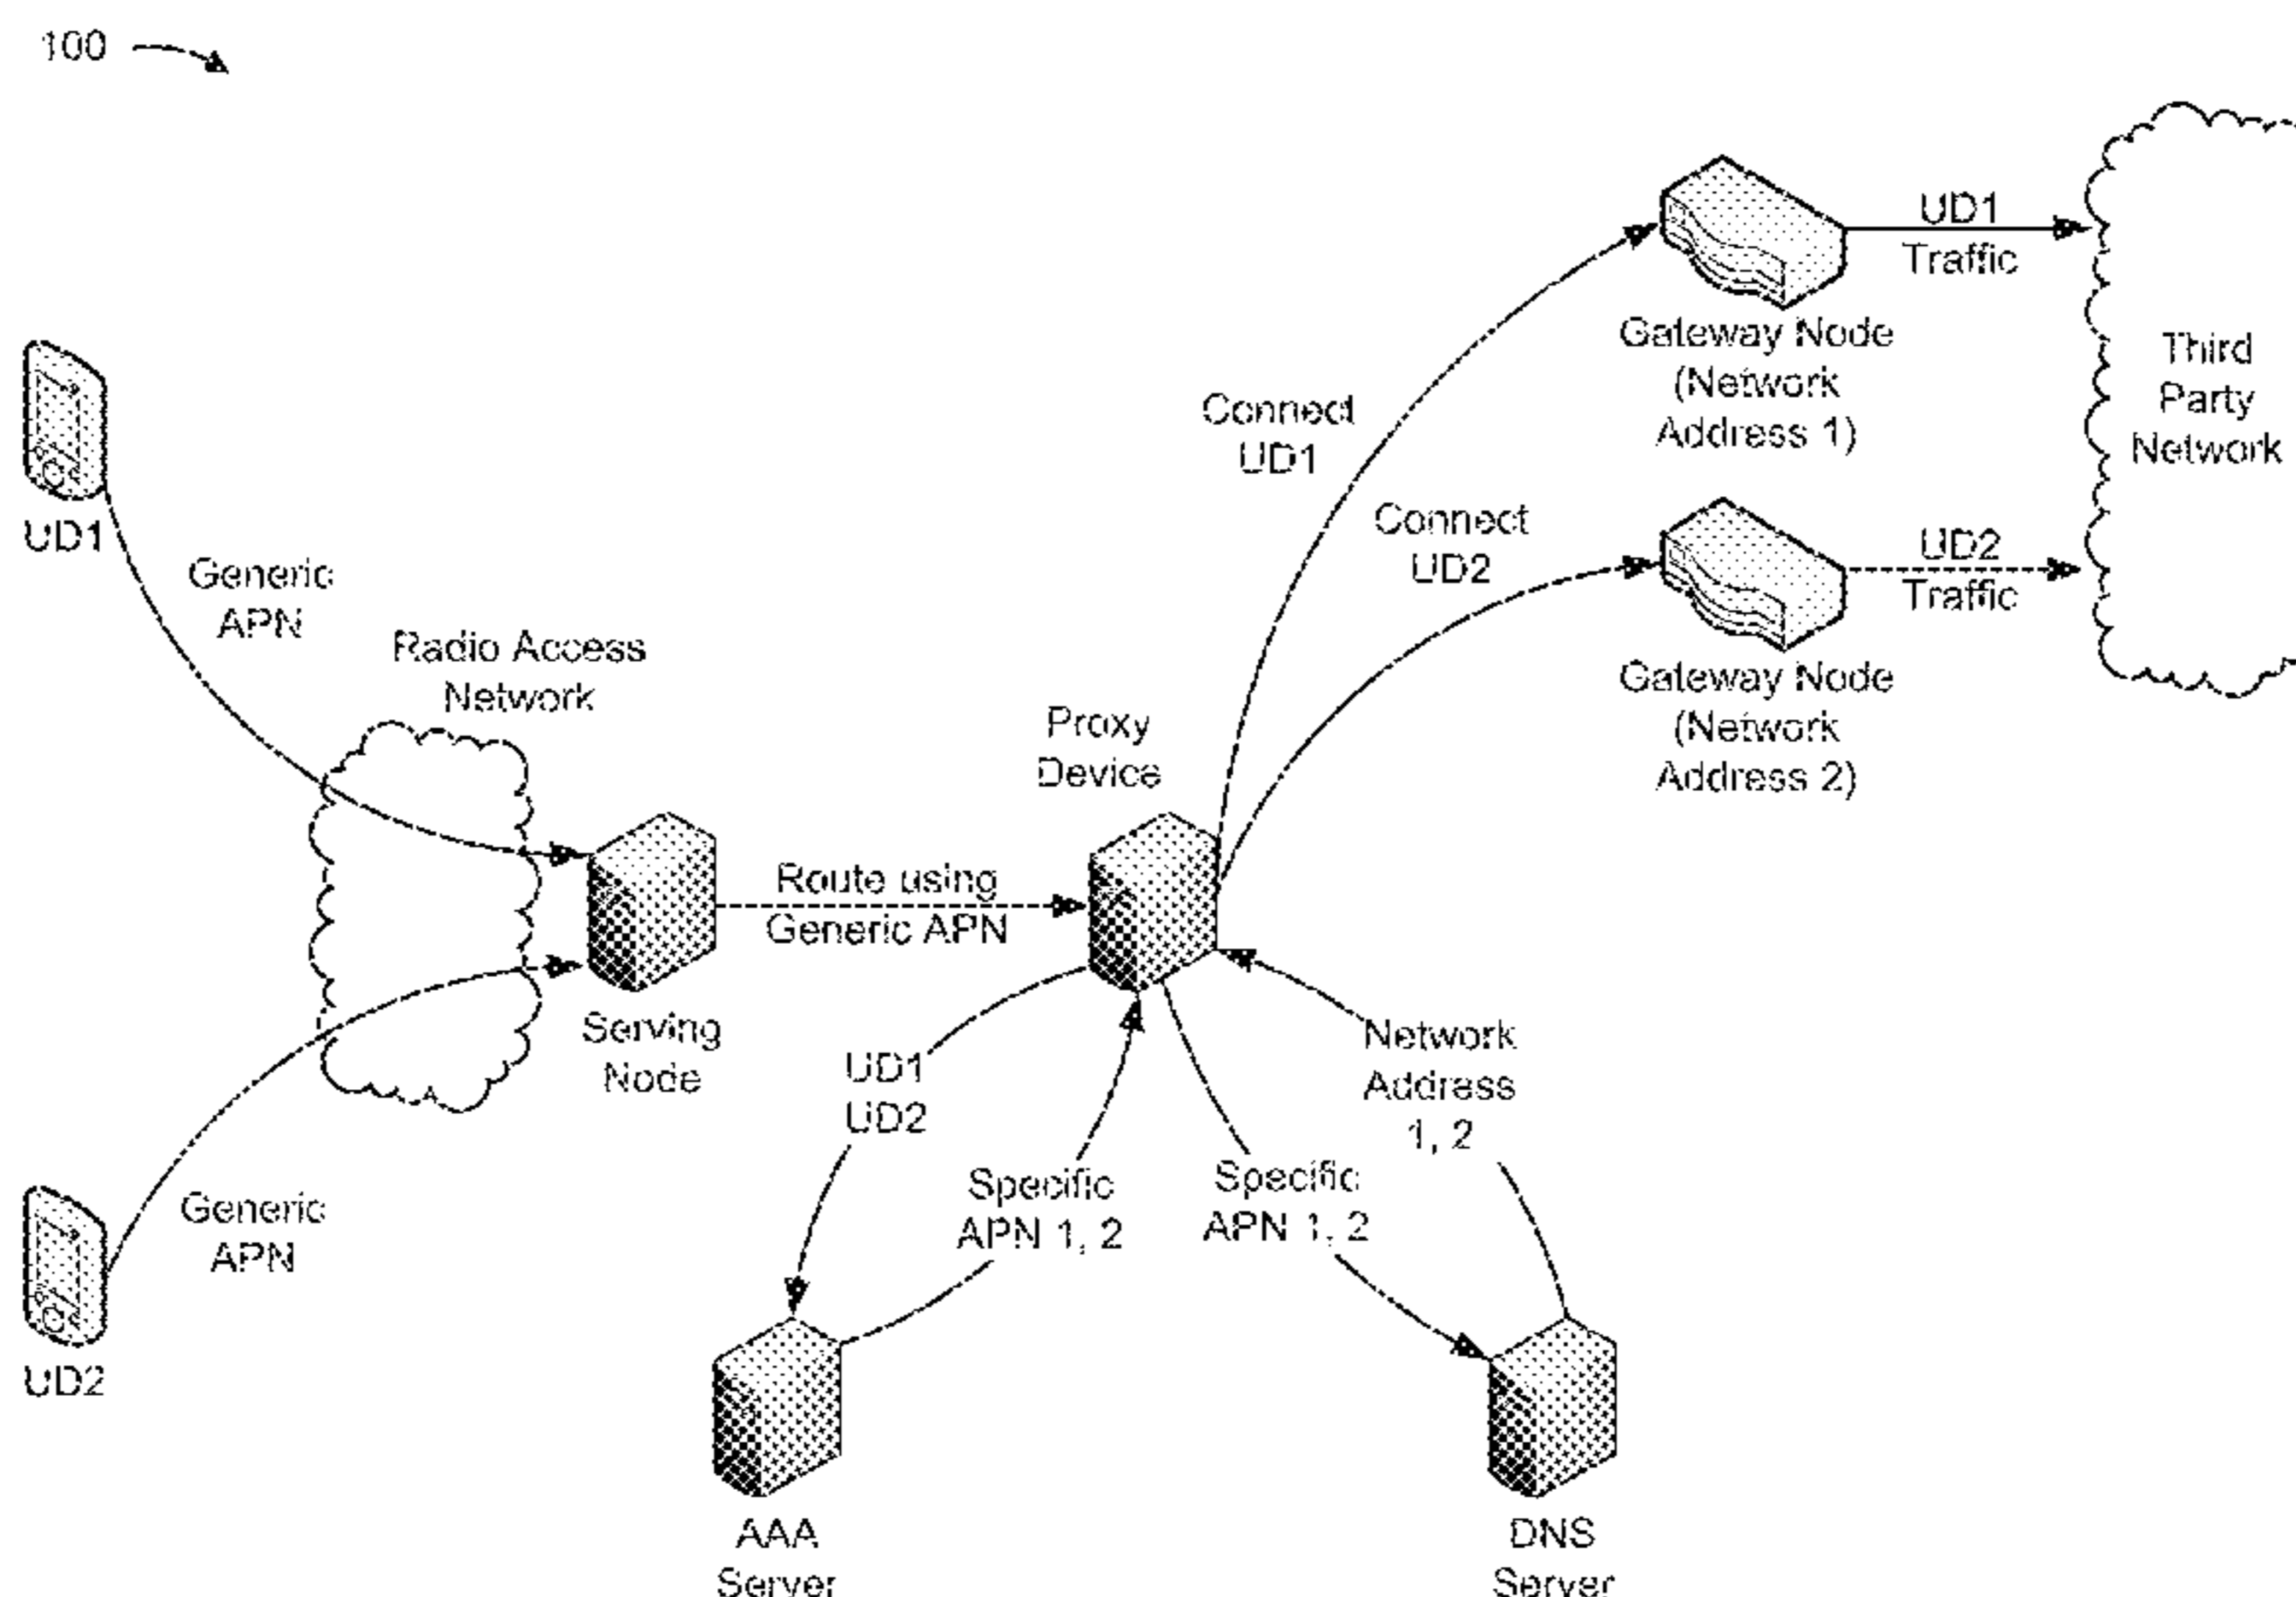 100
UD1
Traffic
Gateway Node
(Network
Address 1)
Third
Party
Network
Connect
UD1
UD1
Generic
APN
Connect
UD2
UD2
Traffic
Gateway Node
(Network
Address 2)
Radio Access
Network
Proxy
Device
Route using
Generic APN
Serving
Node
UD1
UD2
Network
Address
1, 2
Specific
APN 1, 2
Specific
APN 1, 2
Generic
APN
UD2
AAA
Server
DNS
Server